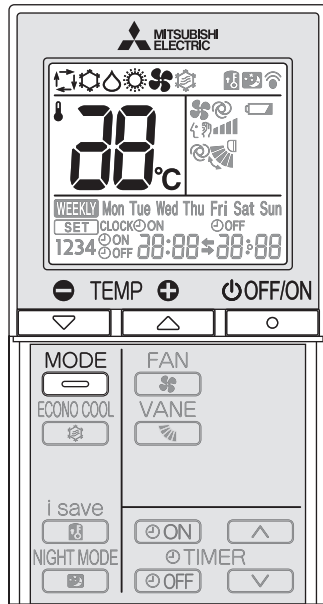 MITSUBISHI
ELECTRIC
88°C
WEEKLY Mon Tue Wed Thu Fri Sat Sun
SET CLOCK ON OFF
1234 ON OFF 88:88 88:88
TEMP OFF/ON
MODE FAN
ECONO COOL VANE
i save
ON
NIGHT MODE TIMER
OFF